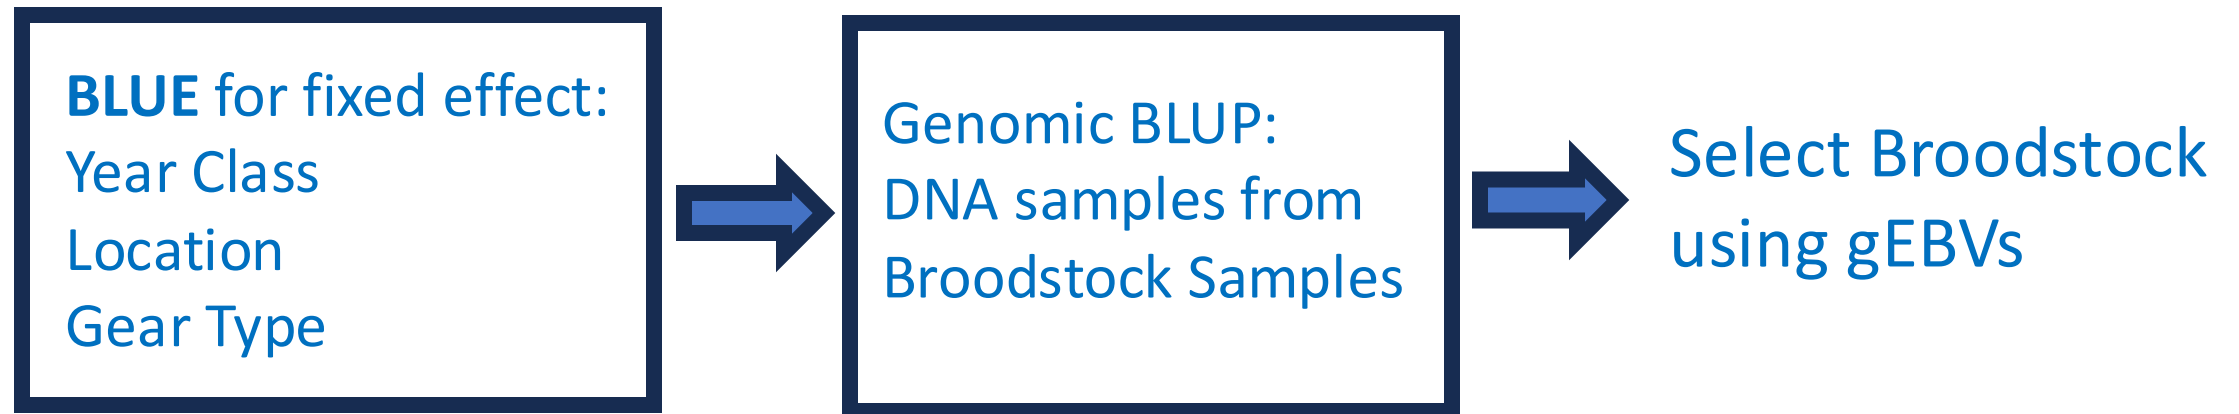 BLUE for fixed effect:
Year Class
Location
Gear Type
Genomic BLUP:
DNA samples from
Broodstock Samples
Select Broodstock
using gEBVs